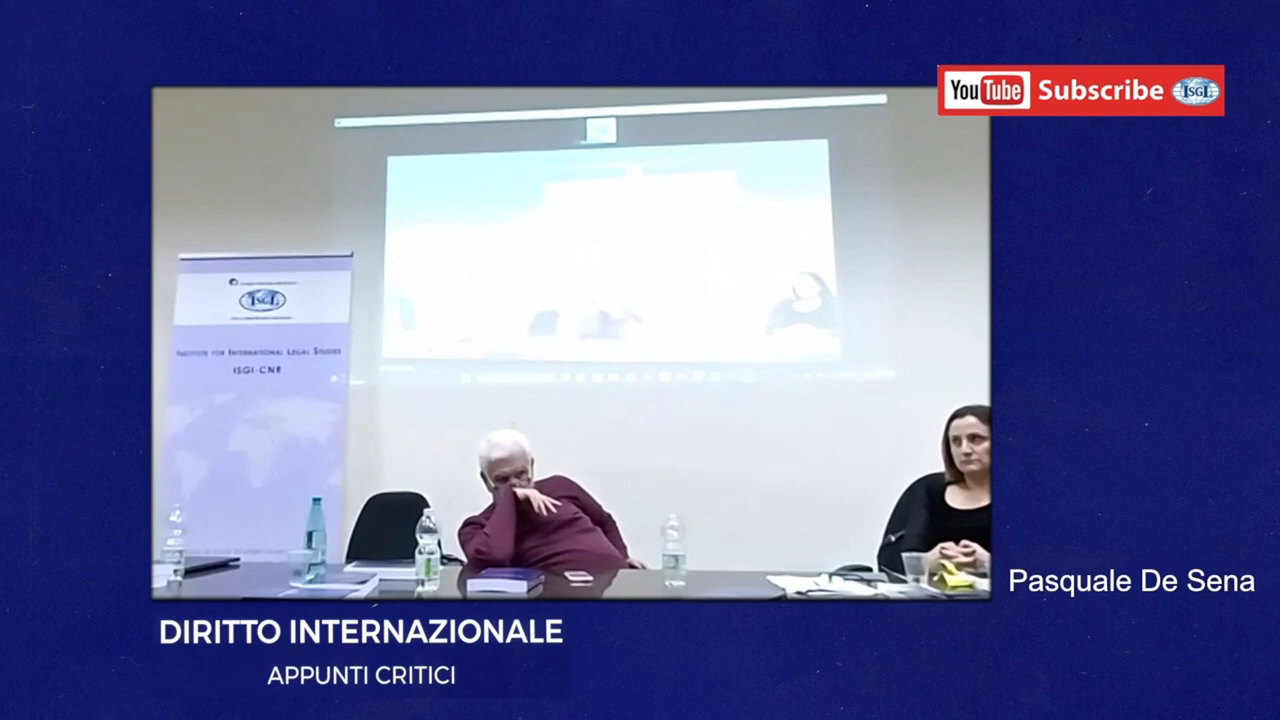 YouTube Subscribe ISGI
ISGI
INSTITUTE FOR INTERNATIONAL LEGAL STUDIES
ISGI-CNR
Pasquale De Sena
DIRITTO INTERNAZIONALE
APPUNTI CRITICI